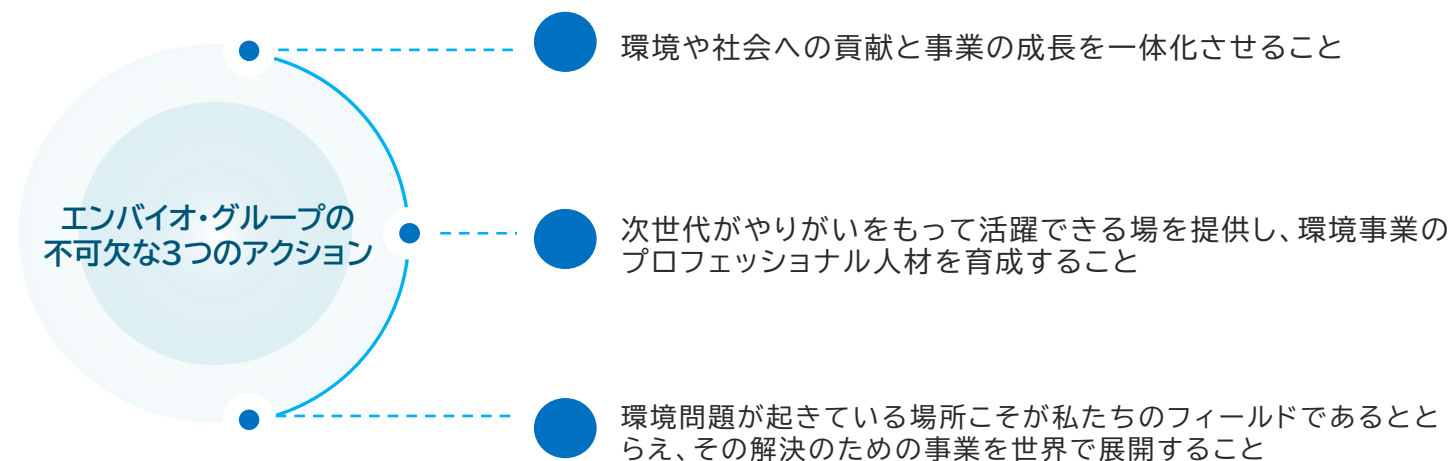 環境や社会への貢献と事業の成長を一体化させること
エンバイオ・グループの
不可欠な3つのアクション
次世代がやりがいをもって活躍できる場を提供し、環境事業の
プロフェッショナル人材を育成すること
環境問題が起きている場所こそが私たちのフィールドであるとと
らえ、その解決のための事業を世界で展開すること